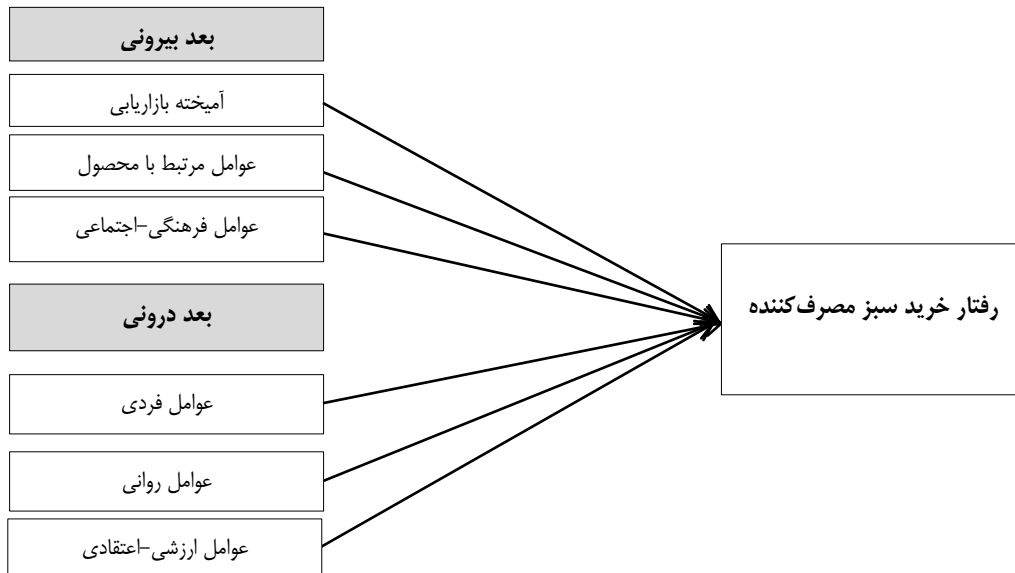 بعد بیرونی
آمیخته بازاریابی
عوامل مرتبط با محصول
عوامل فرهنگی-اجتماعی
بعد درونی
عوامل فردی
عوامل روانی
عوامل ارزشی-اعتقادی
رفتار خرید سبز مصرف‌کننده